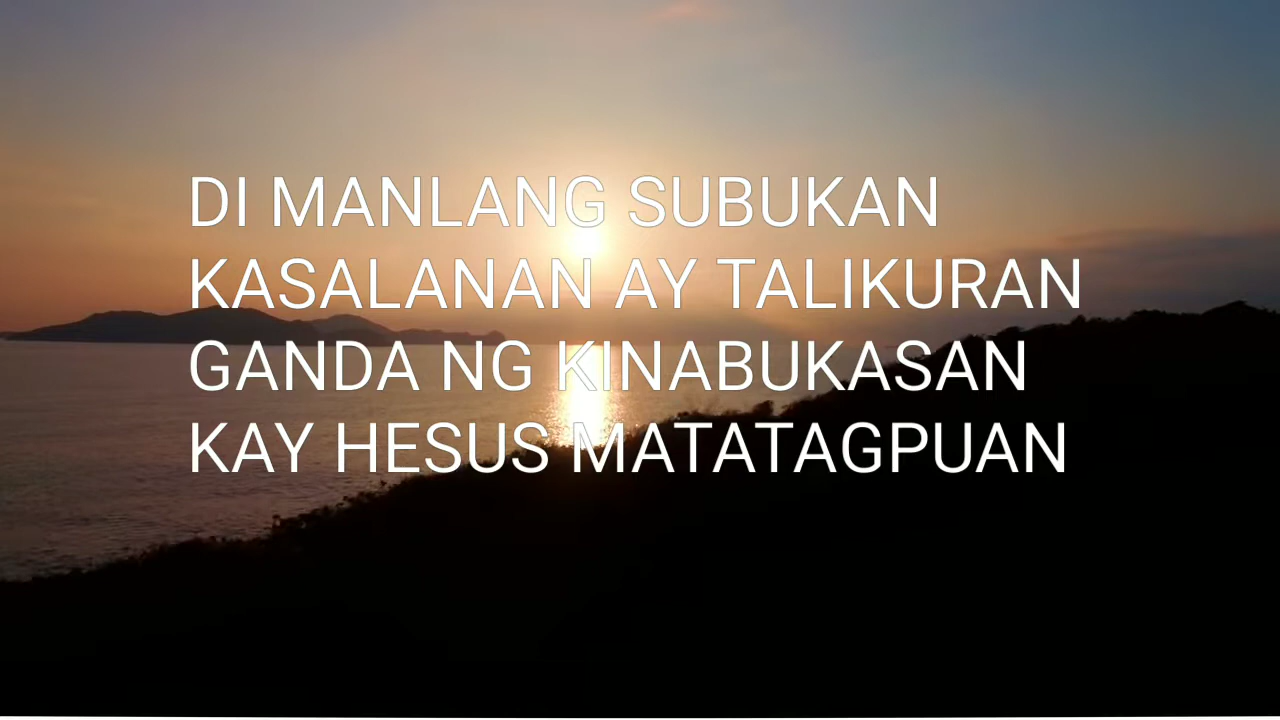 DI MANLANG SUBUKAN
KASALANAN AY TALIKURAN
GANDA NG KINABUKASAN
KAY HESUS MATATAGPUAN